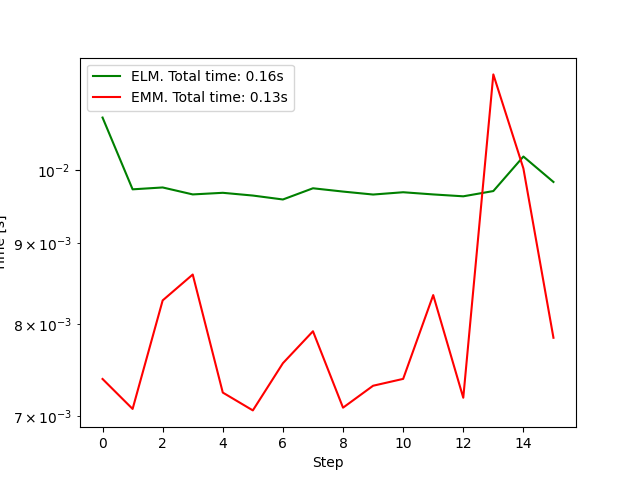 ELM. Total time: 0.16s
EMM. Total time: 0.13s
10⁻²
9 × 10⁻³
8 × 10⁻³
7 × 10⁻³
0 2 4 6 8 10 12 14
Step